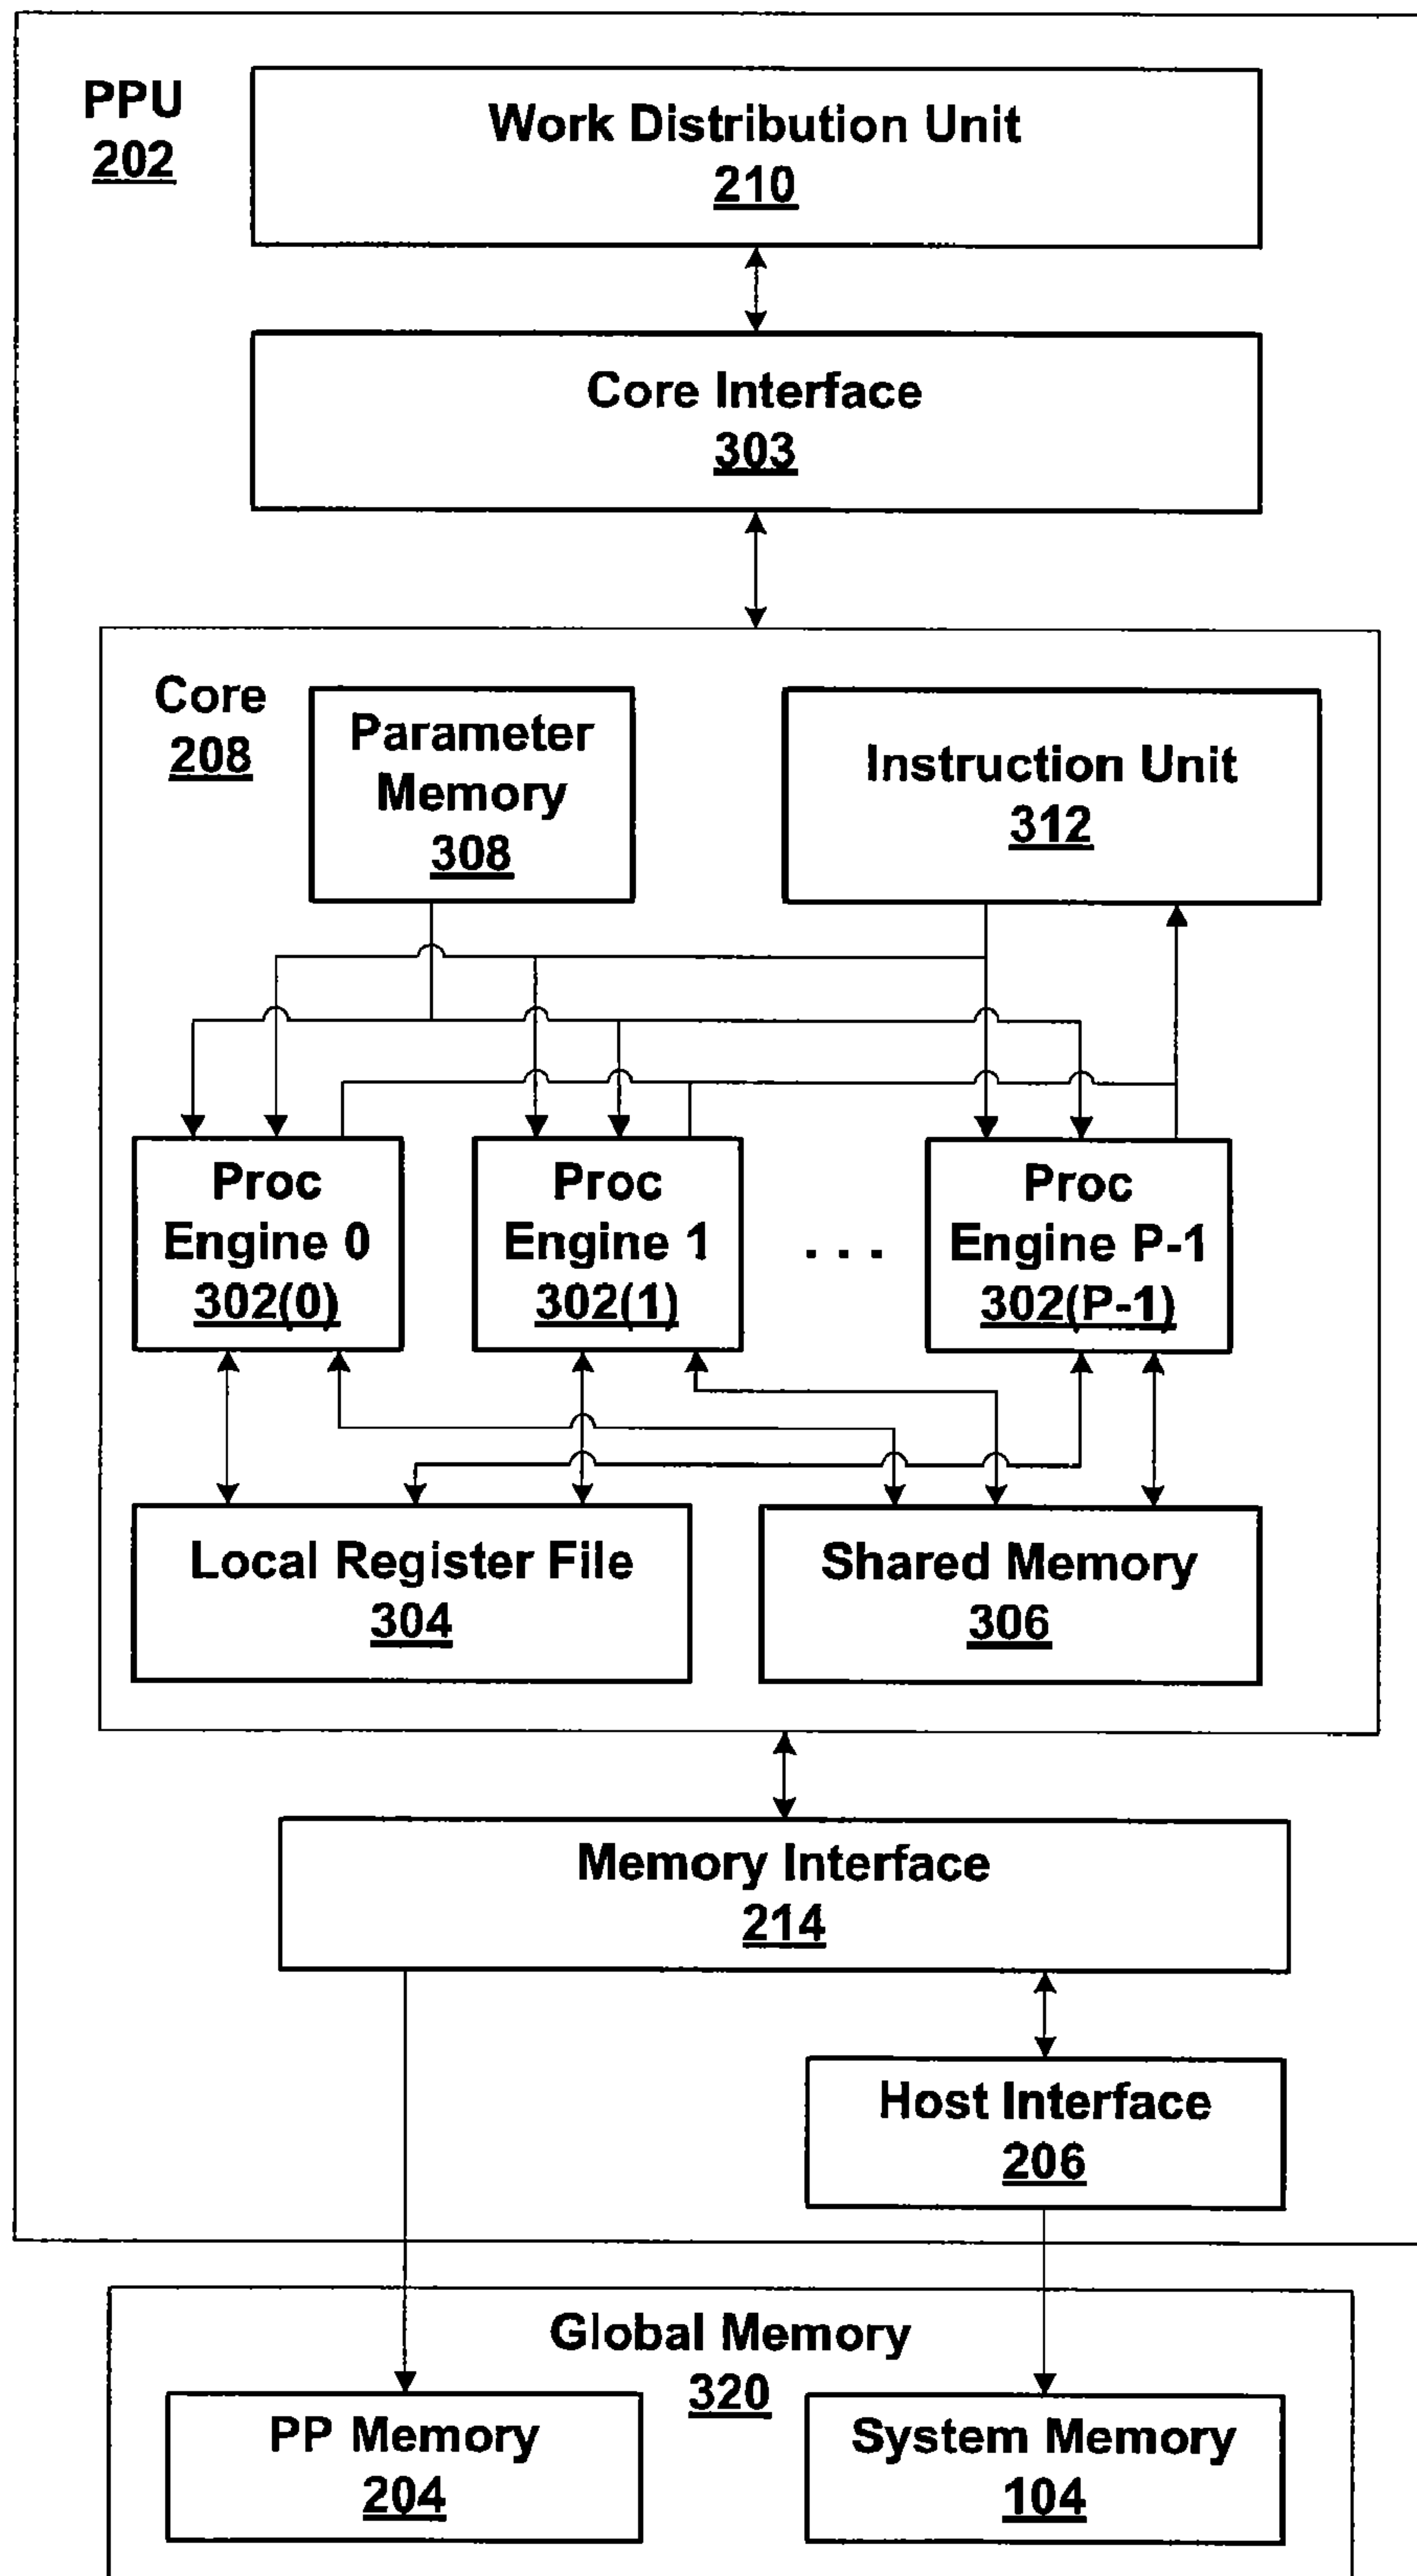 PPU
202
Work Distribution Unit
210
Core Interface
303
Core
208
Parameter
Memory
308
Instruction Unit
312
Proc
Engine 0
302(0)
Proc
Engine 1
302(1)
. . .
Proc
Engine P-1
302(P-1)
Local Register File
304
Shared Memory
306
Memory Interface
214
Host Interface
206
Global Memory
320
PP Memory
204
System Memory
104